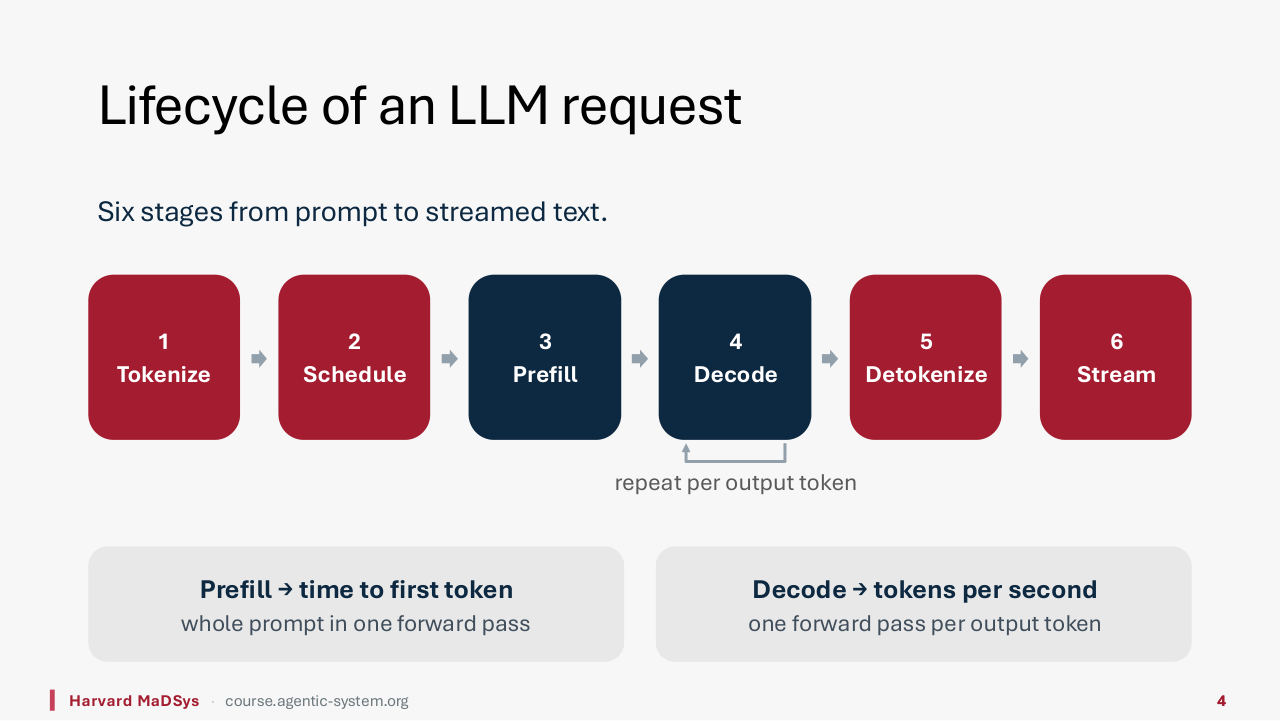 Lifecycle of an LLM request
Six stages from prompt to streamed text.
1
Tokenize
2
Schedule
3
Prefill
4
Decode
5
Detokenize
6
Stream
repeat per output token
Prefill → time to first token
whole prompt in one forward pass
Decode → tokens per second
one forward pass per output token
Harvard MaDSys · course.agentic-system.org
4